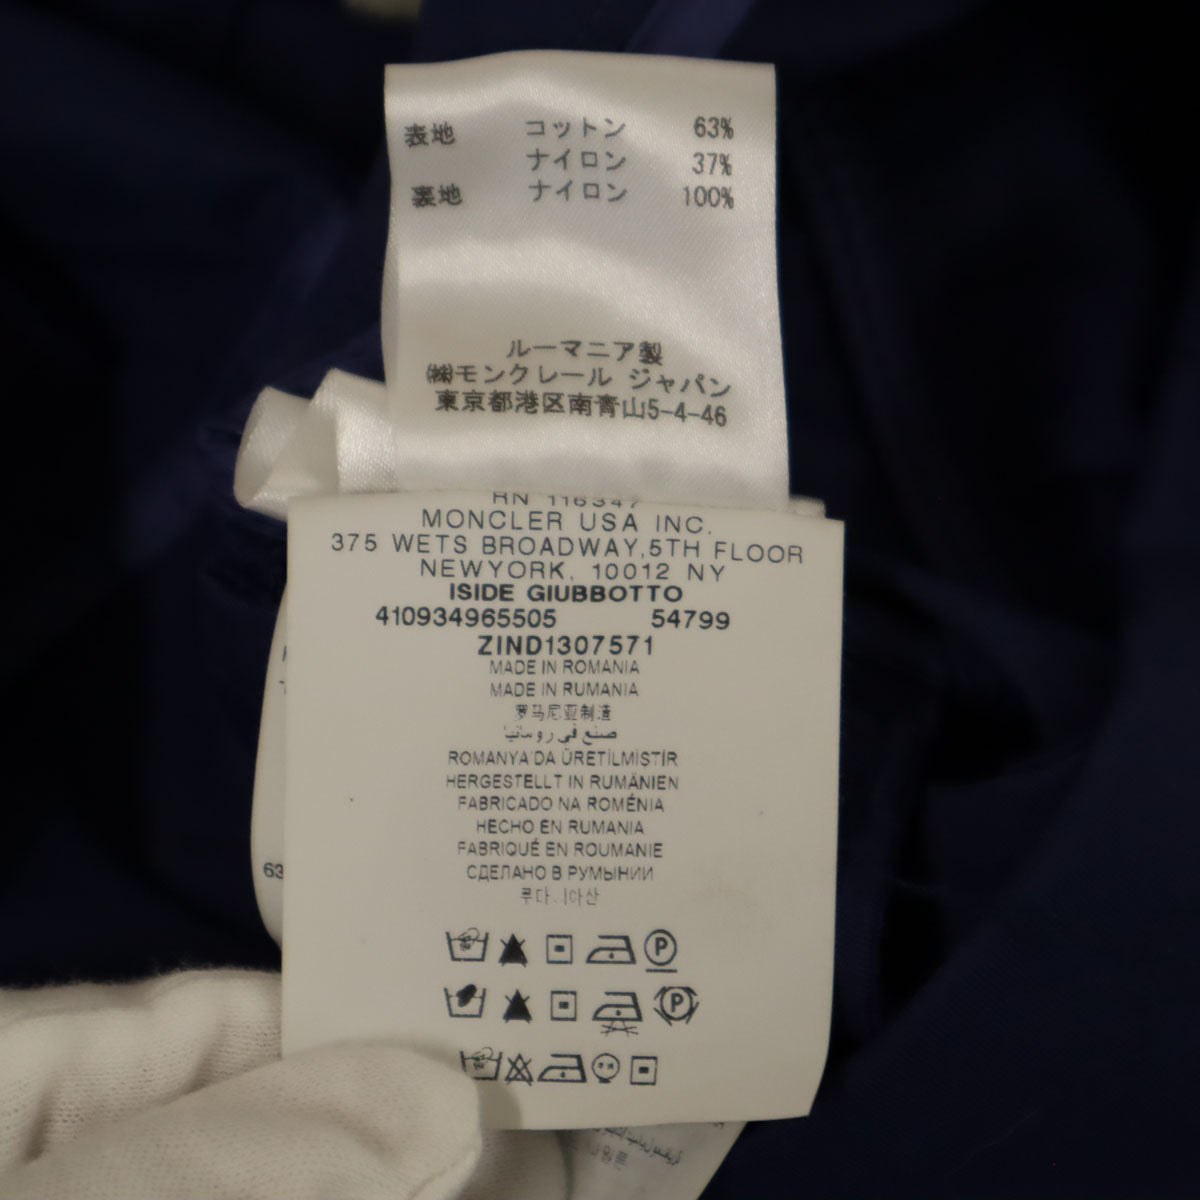 表地 コットン 63%
ナイロン 37%
裏地 ナイロン 100%
ルーマニア製
㈱モンクレール ジャパン
東京都港区南青山5-4-46
RN 116347
MONCLER USA INC.
375 WETS BROADWAY,5TH FLOOR
NEWYORK, 10012 NY
ISIDE GIUBBOTTO
410934965505 54799
ZIND1307571
MADE IN ROMANIA
MADE IN RUMANIA
罗马尼亚制造
صنع في رومانيا
ROMANYA'DA ÜRETİLMİSTİR
HERGESTELLT IN RUMÄNIEN
FABRICADO NA ROMÉNIA
HECHO EN RUMANIA
FABRIQUÉ EN ROUMANIE
СДЕЛАНО В РУМЫНИИ
63
P
P